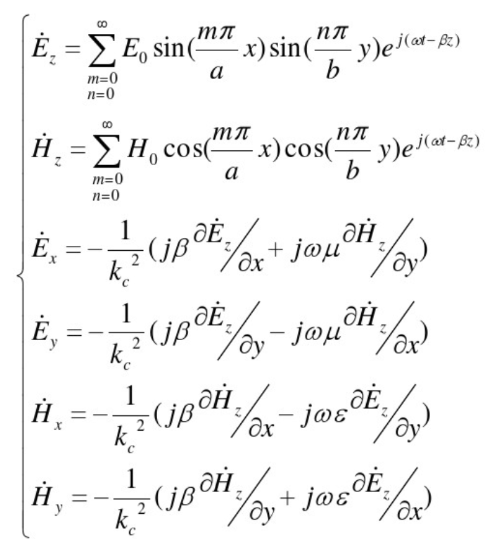 Ė_z = ∑_{m=0, n=0}^{∞} E_0 sin(mπ/a x) sin(nπ/b y) e^{j(ωt−βz)}
Ḣ_z = ∑_{m=0, n=0}^{∞} H_0 cos(mπ/a x) cos(nπ/b y) e^{j(ωt−βz)}
Ė_x = −1/k_c² (jβ ∂Ė_z/∂x + jωμ ∂Ḣ_z/∂y)
Ė_y = −1/k_c² (jβ ∂Ė_z/∂y − jωμ ∂Ḣ_z/∂x)
Ḣ_x = −1/k_c² (jβ ∂Ḣ_z/∂x − jωε ∂Ė_z/∂y)
Ḣ_y = −1/k_c² (jβ ∂Ḣ_z/∂y + jωε ∂Ė_z/∂x)